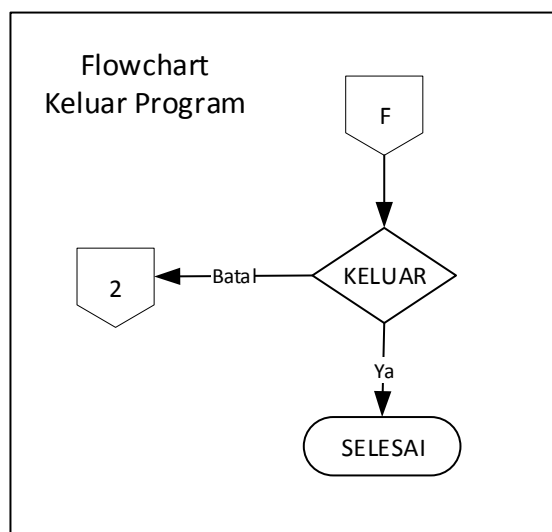 Flowchart
Keluar Program
F
2
Batal
KELUAR
Ya
SELESAI